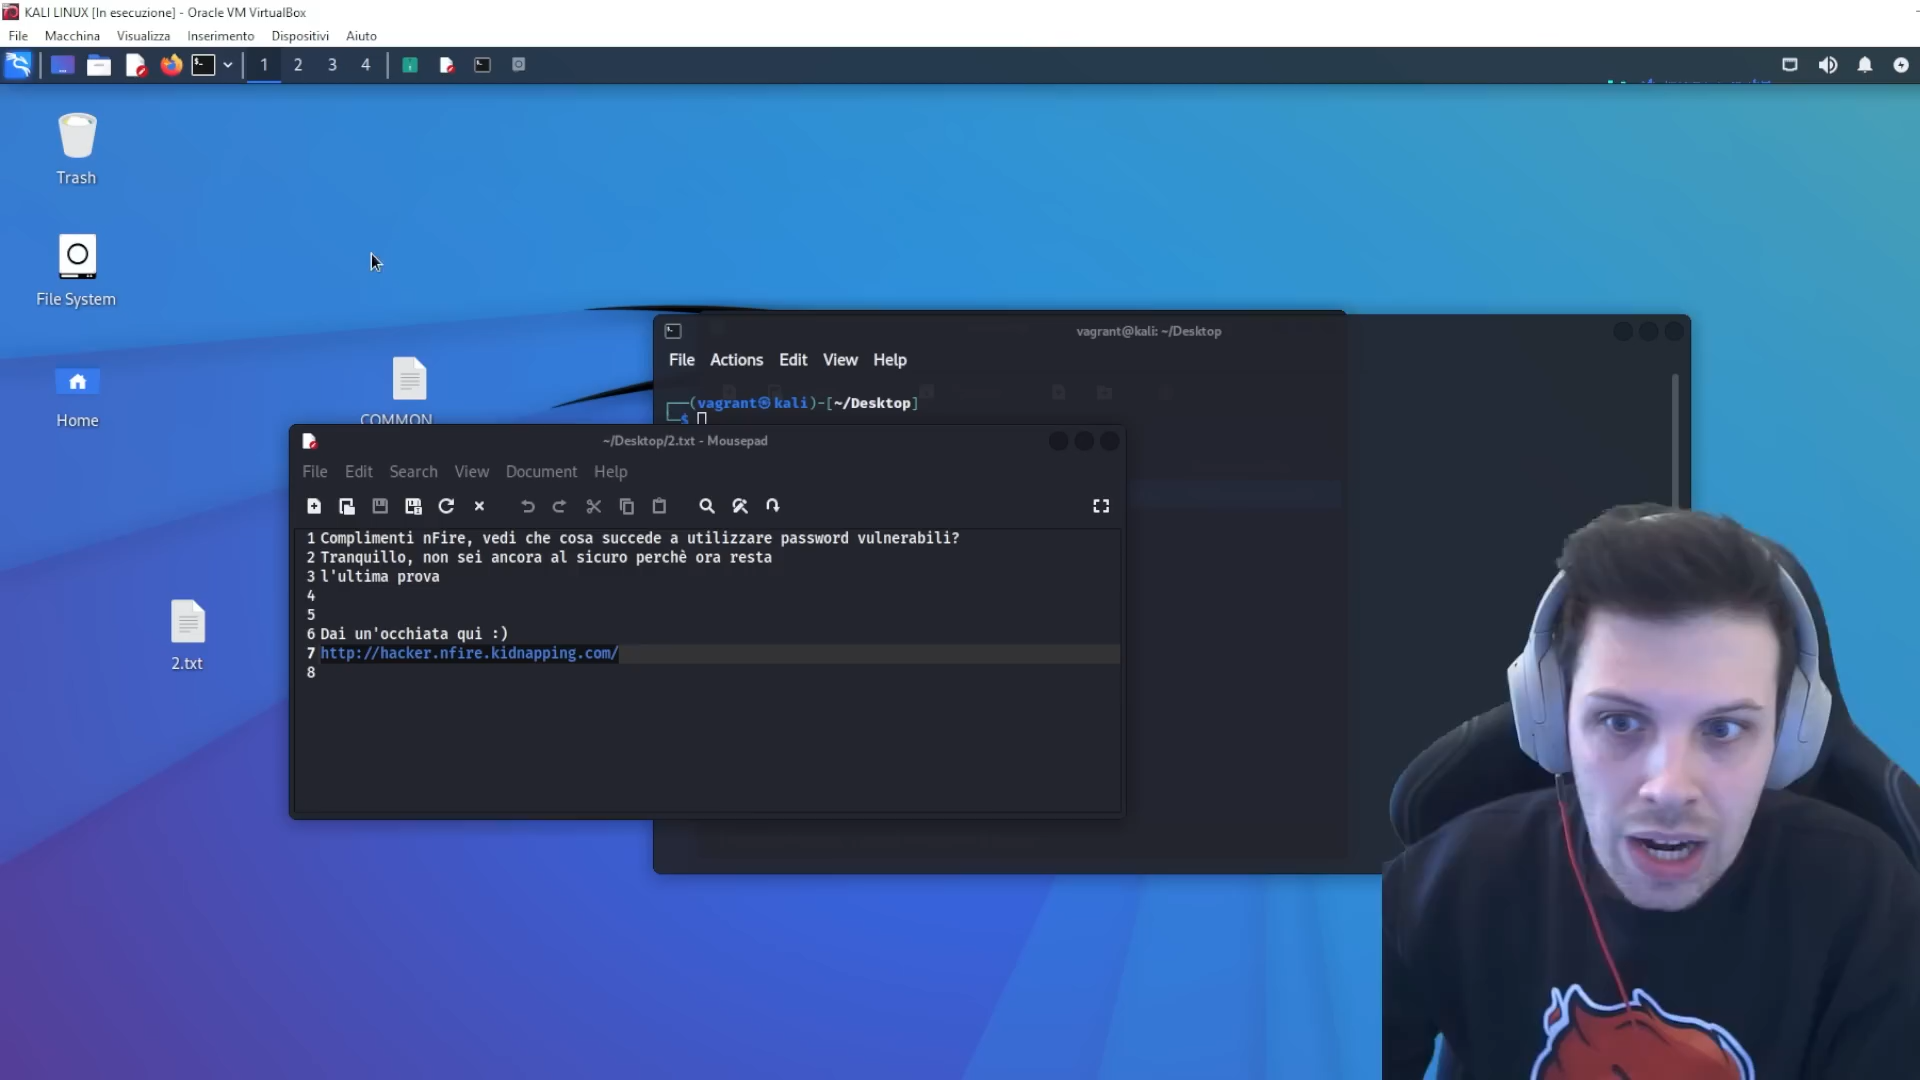 KALI LINUX [In esecuzione] - Oracle VM VirtualBox
File Macchina Visualizza Inserimento Dispositivi Aiuto
1 2 3 4
Trash
File System
Home
COMMON
2.txt
vagrant@kali: ~/Desktop
File Actions Edit View Help
┌──(vagrant㉿kali)-[~/Desktop]
└─$
~/Desktop/2.txt - Mousepad
File Edit Search View Document Help
1 Complimenti nFire, vedi che cosa succede a utilizzare password vulnerabili?
2 Tranquillo, non sei ancora al sicuro perchè ora resta
3 l'ultima prova
4
5
6 Dai un'occhiata qui :)
7 http://hacker.nfire.kidnapping.com/
8